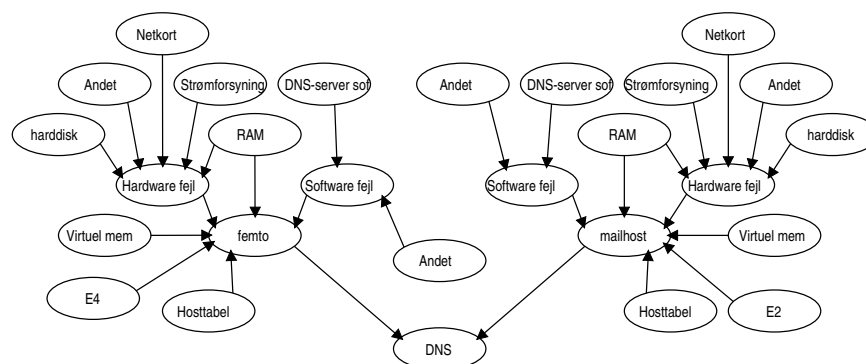 Netkort
Netkort
Andet
Strømforsyning
DNS-server sof
Andet
DNS-server sof
Strømforsyning
Andet
harddisk
RAM
RAM
harddisk
Hardware fejl
Software fejl
Software fejl
Hardware fejl
Virtuel mem
femto
mailhost
Virtuel mem
Andet
E4
Hosttabel
Hosttabel
E2
DNS